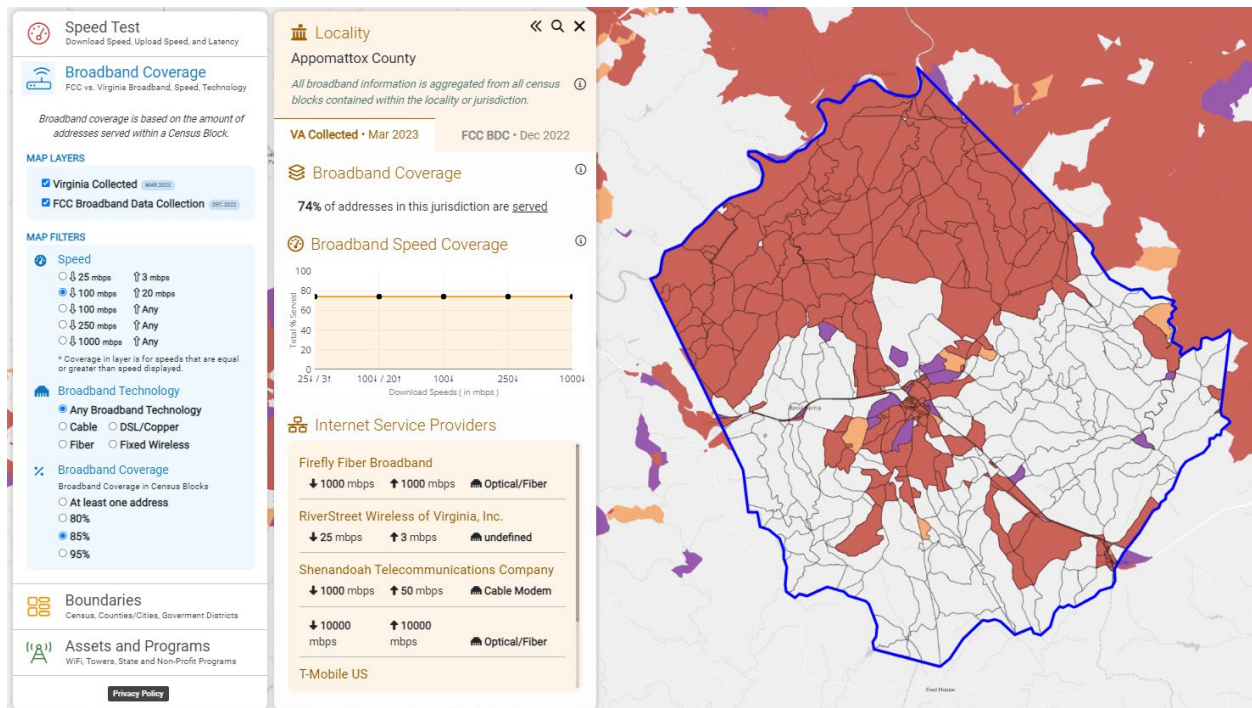 Speed Test
Download Speed, Upload Speed, and Latency
Broadband Coverage
FCC vs. Virginia Broadband, Speed, Technology
Broadband coverage is based on the amount of
addresses served within a Census Block.
MAP LAYERS
Virginia Collected MAR 2023
FCC Broadband Data Collection DEC 2022
MAP FILTERS
Speed
25 mbps 3 mbps
100 mbps 20 mbps
100 mbps Any
250 mbps Any
1000 mbps Any
* Coverage in layer is for speeds that are equal
or greater than speed displayed.
Broadband Technology
Any Broadband Technology
Cable DSL/Copper
Fiber Fixed Wireless
Broadband Coverage
Broadband Coverage in Census Blocks
At least one address
80%
85%
95%
Boundaries
Census, Counties/Cities, Goverment Districts
Assets and Programs
WiFi, Towers, State and Non-Profit Programs
Privacy Policy
Locality
Appomattox County
All broadband information is aggregated from all census
blocks contained within the locality or jurisdiction.
VA Collected • Mar 2023 FCC BDC • Dec 2022
Broadband Coverage
74% of addresses in this jurisdiction are served
Broadband Speed Coverage
Total % Served
100
80
60
40
20
0
25↓ / 3↑ 100↓ / 20↑ 100↓ 250↓ 1000↓
Download Speeds ( in mbps )
Internet Service Providers
Firefly Fiber Broadband
1000 mbps 1000 mbps Optical/Fiber
RiverStreet Wireless of Virginia, Inc.
25 mbps 3 mbps undefined
Shenandoah Telecommunications Company
1000 mbps 50 mbps Cable Modem
10000 mbps 10000 mbps Optical/Fiber
T-Mobile US